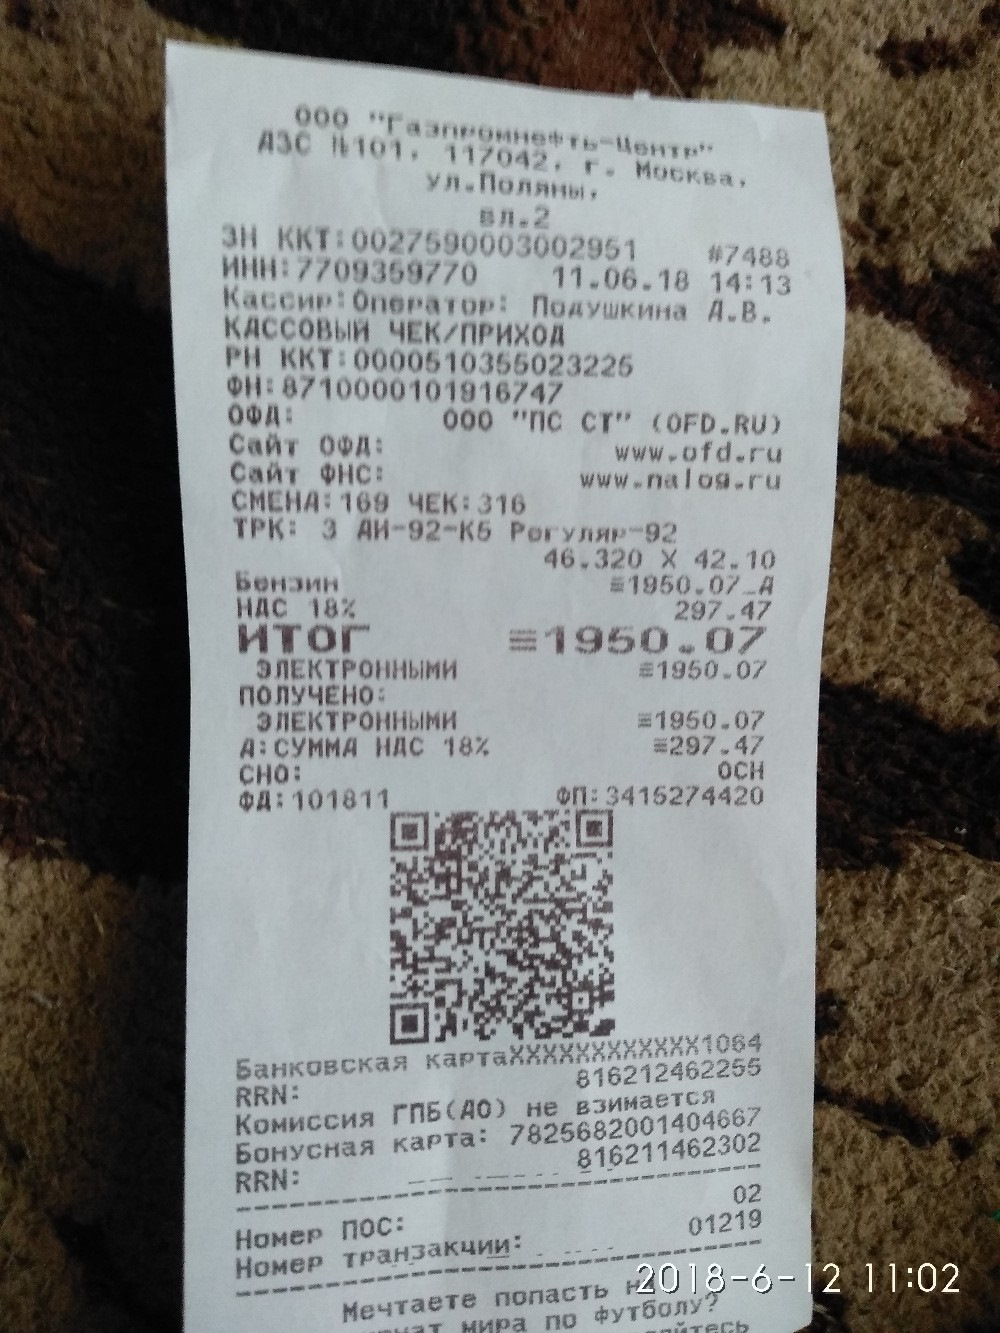 ООО "Газпромнефть-Центр"
АЗС №101, 117042, г. Москва,
ул.Поляны,
вл.2
ЗН ККТ:0027590003002951 #7488
ИНН:7709359770 11.06.18 14:13
Кассир:Оператор: Подушкина А.В.
КАССОВЫЙ ЧЕК/ПРИХОД
РН ККТ:0000510355023225
ФН:8710000101916747
ОФД: ООО "ПС СТ" (OFD.RU)
Сайт ОФД: www.ofd.ru
Сайт ФНС: www.nalog.ru
СМЕНА:169 ЧЕК:316
ТРК: 3 АИ-92-К5 Регуляр-92
46.320 X 42.10
Бензин ≡1950.07_А
НДС 18% 297.47
ИТОГ ≡1950.07
ЭЛЕКТРОННЫМИ ≡1950.07
ПОЛУЧЕНО:
ЭЛЕКТРОННЫМИ ≡1950.07
А:СУММА НДС 18% ≡297.47
СНО: ОСН
ФД:101811 ФП:3415274420
Банковская картаXXXXXXXXXXXX1064
RRN: 816212462255
Комиссия ГПБ(АО) не взимается
Бонусная карта: 7825682001404667
RRN: 816211462302
Номер ПОС: 02
Номер транзакции: 01219
Мечтаете попасть
мира по футболу?
2018-6-12 11:02